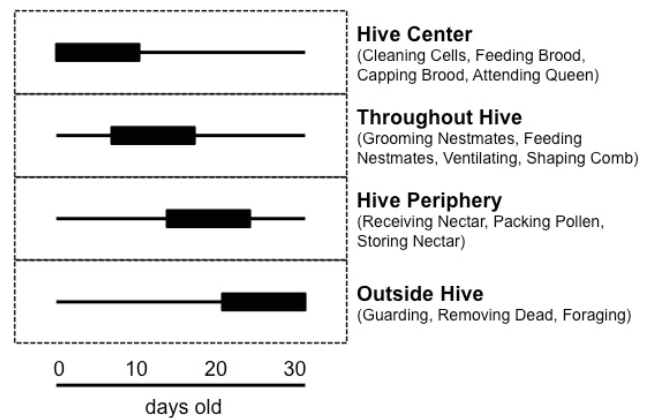 Hive Center
(Cleaning Cells, Feeding Brood,
Capping Brood, Attending Queen)
Throughout Hive
(Grooming Nestmates, Feeding
Nestmates, Ventilating, Shaping Comb)
Hive Periphery
(Receiving Nectar, Packing Pollen,
Storing Nectar)
Outside Hive
(Guarding, Removing Dead, Foraging)
0 10 20 30
days old